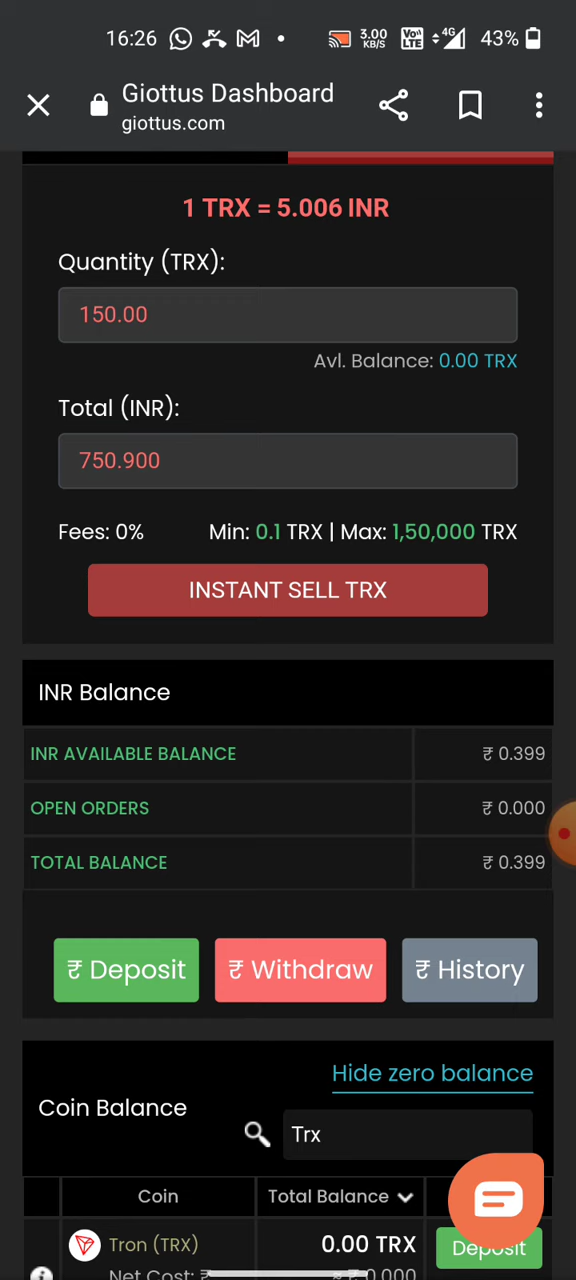 16:26 3.00 KB/S Vo LTE 4G 43%
Giottus Dashboard
giottus.com
1 TRX = 5.006 INR
Quantity (TRX):
150.00
Avl. Balance: 0.00 TRX
Total (INR):
750.900
Fees: 0% Min: 0.1 TRX | Max: 1,50,000 TRX
INSTANT SELL TRX
INR Balance
INR AVAILABLE BALANCE ₹ 0.399
OPEN ORDERS ₹ 0.000
TOTAL BALANCE ₹ 0.399
₹ Deposit ₹ Withdraw ₹ History
Hide zero balance
Coin Balance
Trx
Coin Total Balance
Tron (TRX) 0.00 TRX Deposit
Net Cost: ₹ ≈ ₹ 0.000